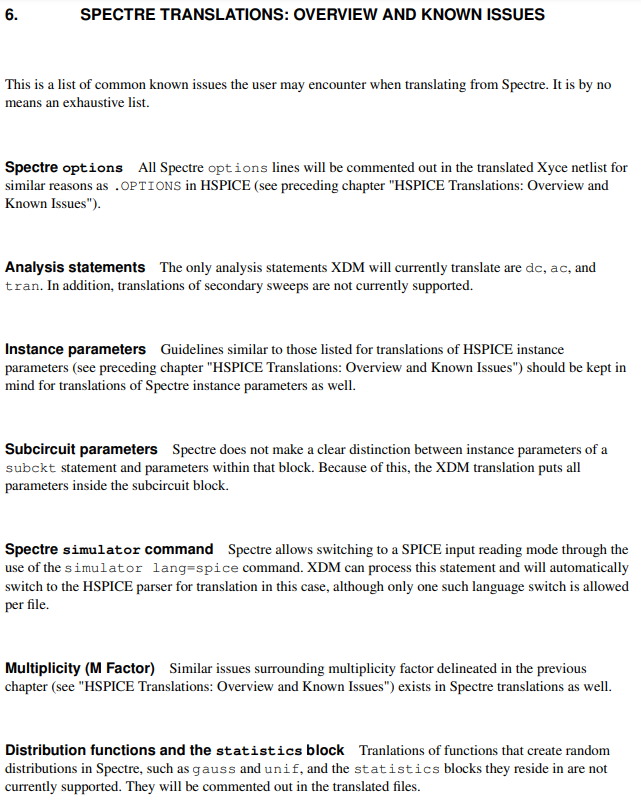 6. SPECTRE TRANSLATIONS: OVERVIEW AND KNOWN ISSUES
This is a list of common known issues the user may encounter when translating from Spectre. It is by no
means an exhaustive list.
Spectre options All Spectre options lines will be commented out in the translated Xyce netlist for
similar reasons as .OPTIONS in HSPICE (see preceding chapter "HSPICE Translations: Overview and
Known Issues").
Analysis statements The only analysis statements XDM will currently translate are dc, ac, and
tran. In addition, translations of secondary sweeps are not currently supported.
Instance parameters Guidelines similar to those listed for translations of HSPICE instance
parameters (see preceding chapter "HSPICE Translations: Overview and Known Issues") should be kept in
mind for translations of Spectre instance parameters as well.
Subcircuit parameters Spectre does not make a clear distinction between instance parameters of a
subckt statement and parameters within that block. Because of this, the XDM translation puts all
parameters inside the subcircuit block.
Spectre simulator command Spectre allows switching to a SPICE input reading mode through the
use of the simulator lang=spice command. XDM can process this statement and will automatically
switch to the HSPICE parser for translation in this case, although only one such language switch is allowed
per file.
Multiplicity (M Factor) Similar issues surrounding multiplicity factor delineated in the previous
chapter (see "HSPICE Translations: Overview and Known Issues") exists in Spectre translations as well.
Distribution functions and the statistics block Tranlations of functions that create random
distributions in Spectre, such as gauss and unif, and the statistics blocks they reside in are not
currently supported. They will be commented out in the translated files.